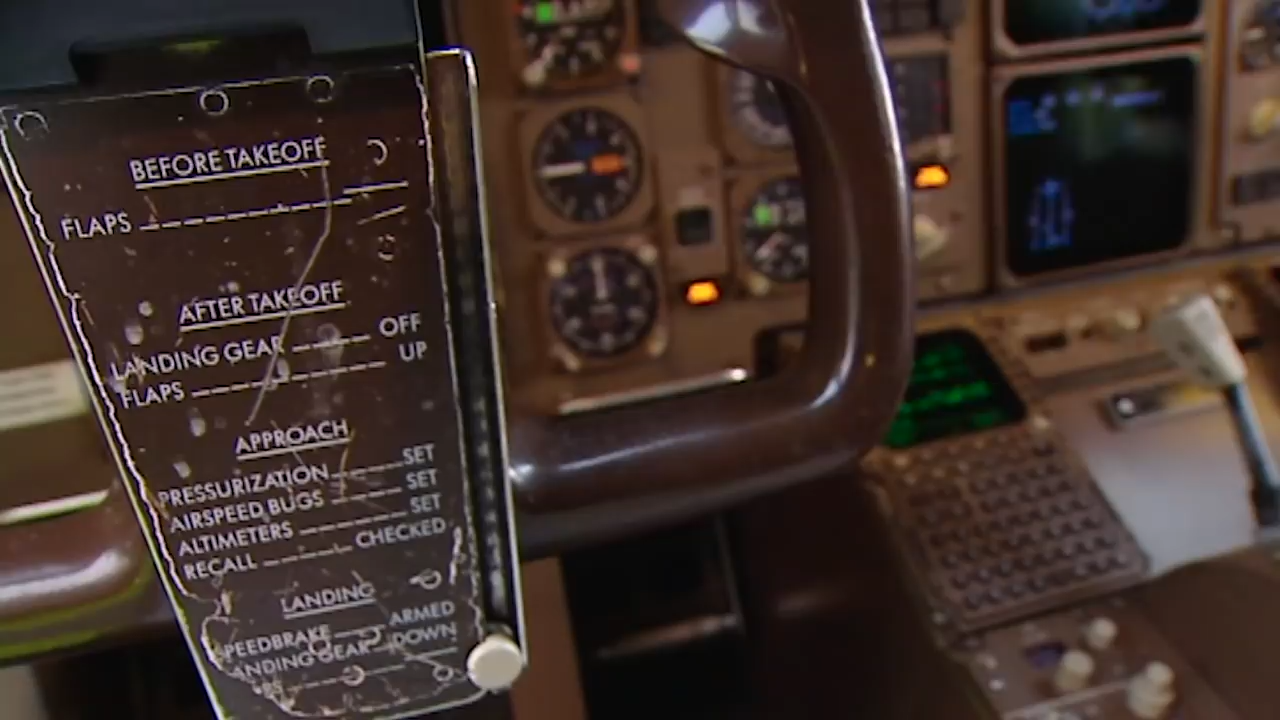 BEFORE TAKEOFF
FLAPS
AFTER TAKEOFF
LANDING GEAR OFF
FLAPS UP
APPROACH
PRESSURIZATION SET
AIRSPEED BUGS SET
ALTIMETERS SET
RECALL CHECKED
LANDING
SPEEDBRAKE ARMED
LANDING GEAR DOWN